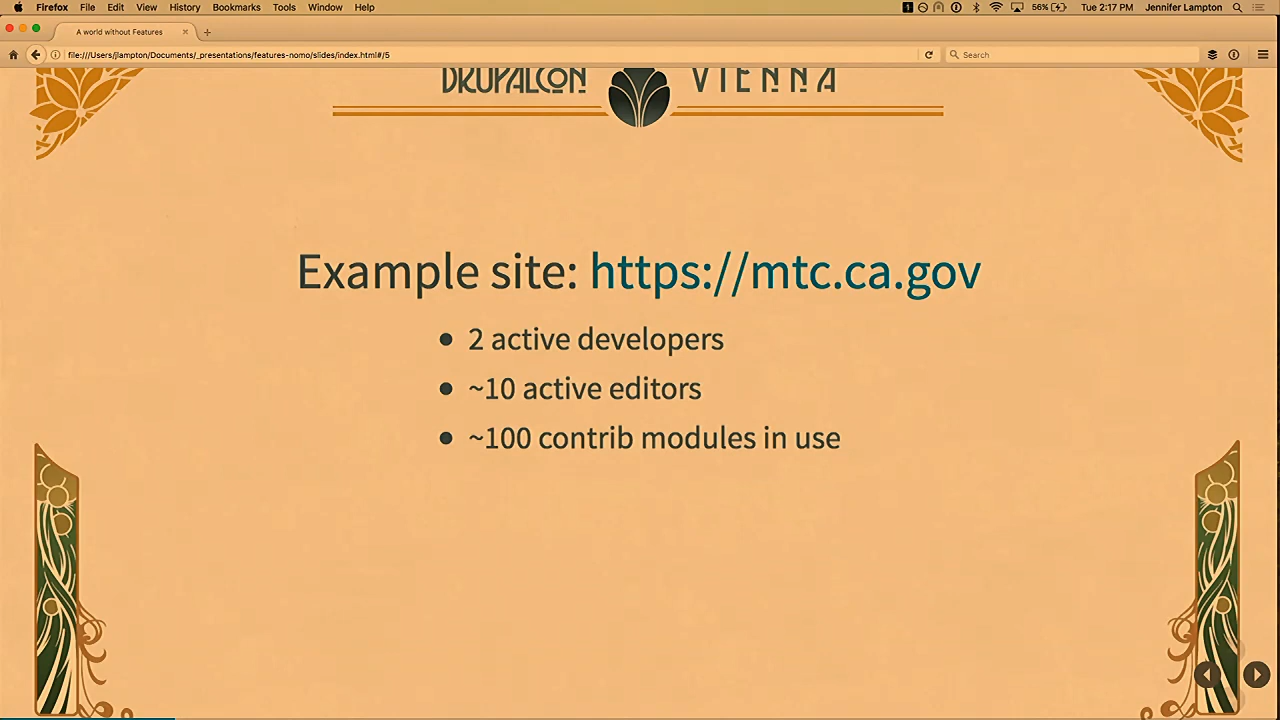 Firefox File Edit View History Bookmarks Tools Window Help 56% Tue 2:17 PM Jennifer Lampton
A world without Features
file:///Users/jlampton/Documents/_presentations/features-nomo/slides/index.html#/5 Search
DRUPALCON VIENNA
Example site: https://mtc.ca.gov
• 2 active developers
• ~10 active editors
• ~100 contrib modules in use